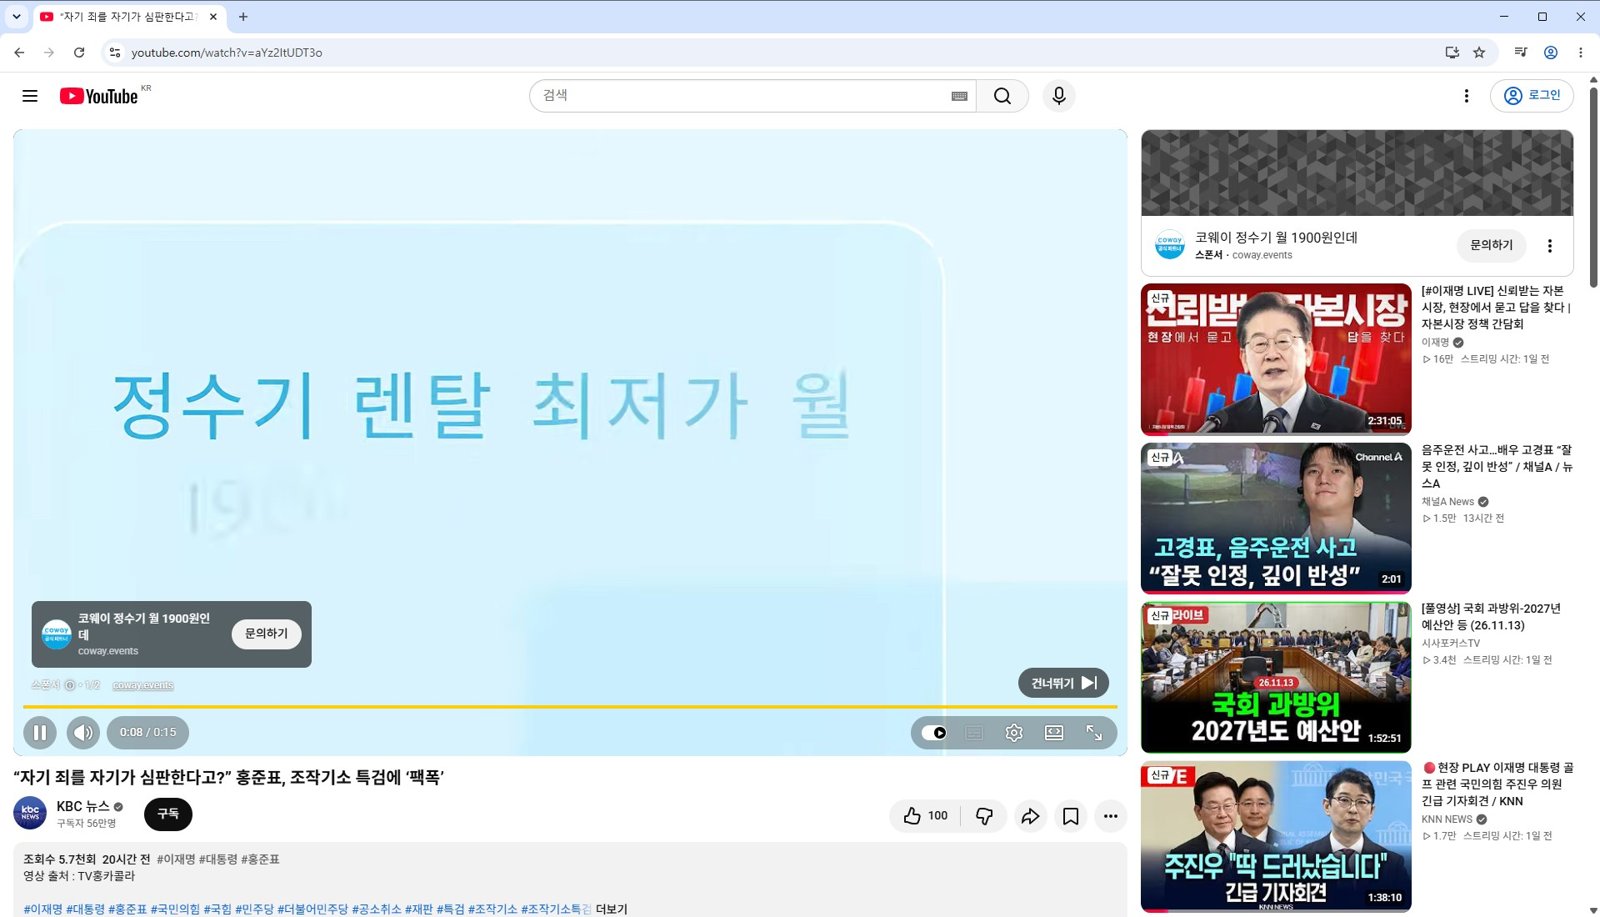 "자기 죄를 자기가 심판한다고?
youtube.com/watch?v=aYz2ItUDT3o
YouTube KR
검색
로그인
정수기 렌탈 최저가 월
coway
코웨이 정수기 월 1900원인데
coway.events
문의하기
스폰서 · 1/2 coway.events
건너뛰기
0:08 / 0:15
“자기 죄를 자기가 심판한다고?” 홍준표, 조작기소 특검에 ‘팩폭’
kbc NEWS
KBC 뉴스
구독자 56만명
구독
100
조회수 5.7천회 20시간 전 #이재명 #대통령 #홍준표
영상 출처 : TV홍카콜라
#이재명 #대통령 #홍준표 #국민의힘 #국힘 #민주당 #더불어민주당 #공소취소 #재판 #특검 #조작기소 #조작기소특검 더보기
coway
코웨이 정수기 월 1900원인데
스폰서 · coway.events
문의하기
신규
신뢰받는 자본시장
현장에서 묻고 답을 찾다
2:31:05
[#이재명 LIVE] 신뢰받는 자본
시장, 현장에서 묻고 답을 찾다 |
자본시장 정책 간담회
이재명
16만 스트리밍 시간: 1일 전
신규
Channel A
고경표, 음주운전 사고
“잘못 인정, 깊이 반성”
2:01
음주운전 사고...배우 고경표 “잘
못 인정, 깊이 반성” / 채널A / 뉴
스A
채널A News
1.5만 13시간 전
신규
라이브
26.11.13
국회 과방위
2027년도 예산안
1:52:51
[풀영상] 국회 과방위-2027년
예산안 등 (26.11.13)
시사포커스TV
3.4천 스트리밍 시간: 1일 전
신규
LIVE
주진우 "딱 드러났습니다"
긴급 기자회견
KNN NEWS
1:38:10
현장 PLAY 이재명 대통령 골
프 관련 국민의힘 주진우 의원
긴급 기자회견 / KNN
KNN NEWS
1.7만 스트리밍 시간: 1일 전